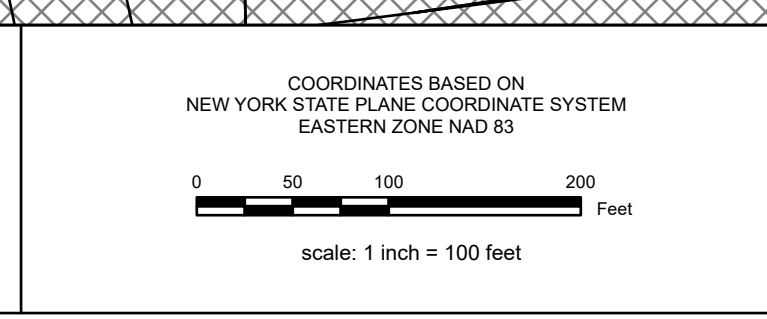 COORDINATES BASED ON
NEW YORK STATE PLANE COORDINATE SYSTEM
EASTERN ZONE NAD 83
0 50 100 200
Feet
scale: 1 inch = 100 feet